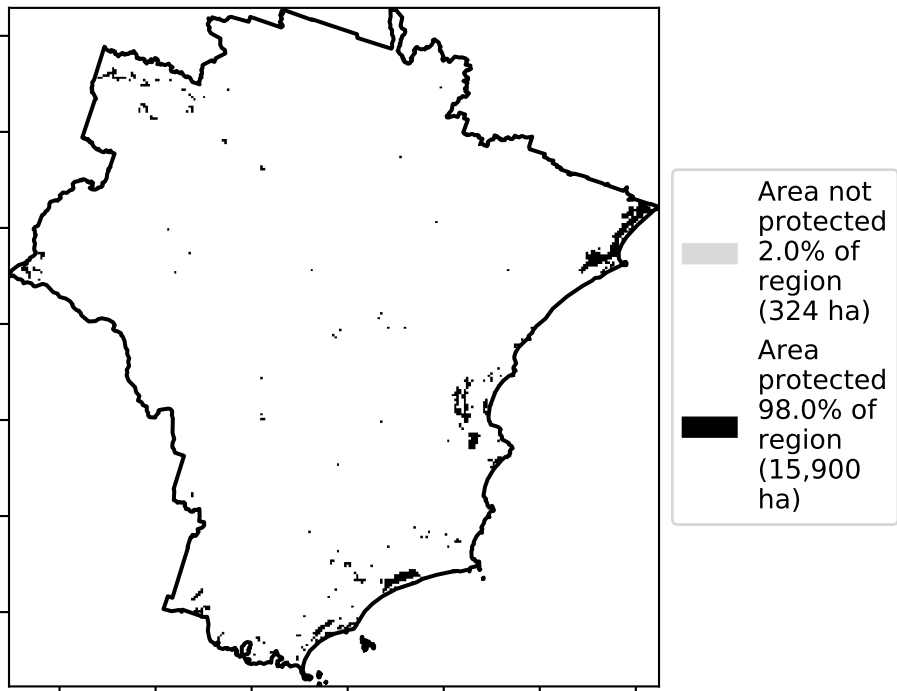 Area not
protected
2.0% of
region
(324 ha)
Area
protected
98.0% of
region
(15,900
ha)